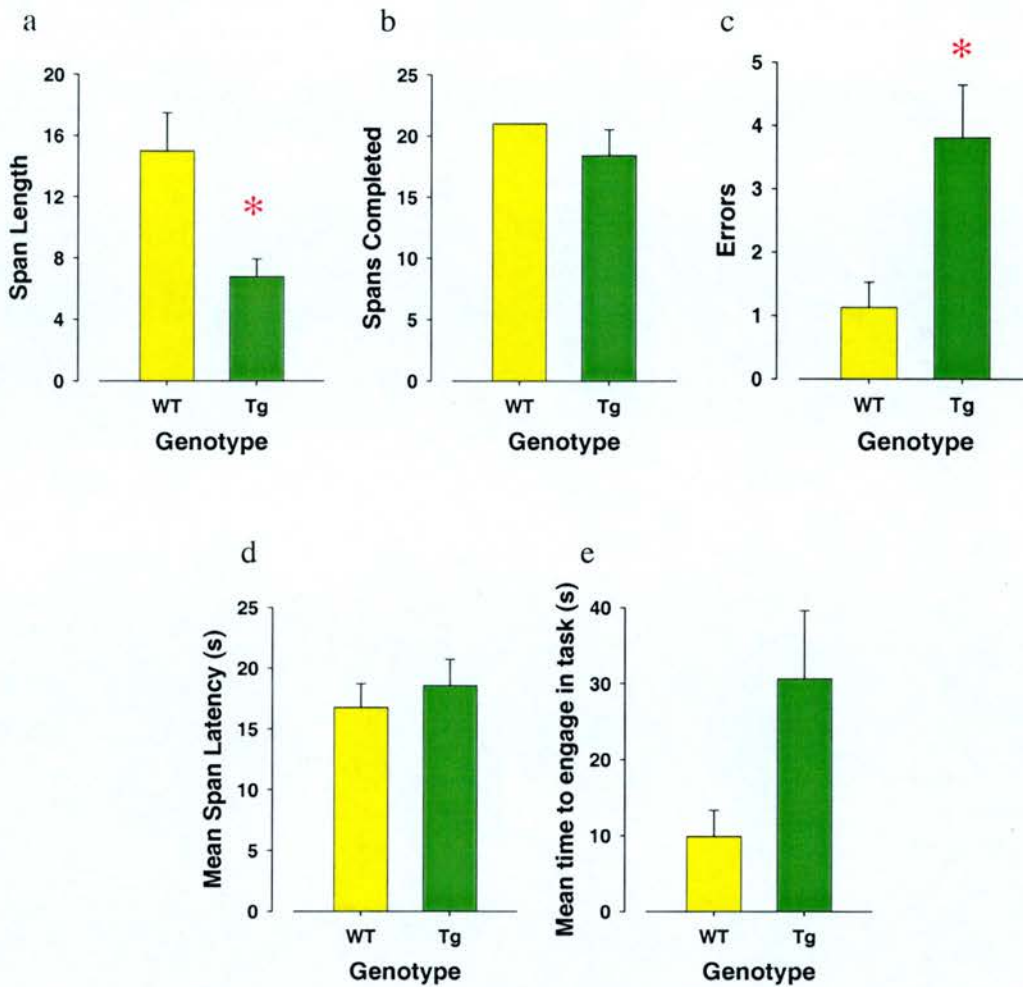 a
Span Length
20
16
12
8
4
0
*
WT Tg
Genotype
b
Spans Completed
25
20
15
10
5
0
WT Tg
Genotype
c
Errors
5
4
3
2
1
0
*
WT Tg
Genotype
d
Mean Span Latency (s)
25
20
15
10
5
0
WT Tg
Genotype
e
Mean time to engage in task (s)
40
30
20
10
0
WT Tg
Genotype